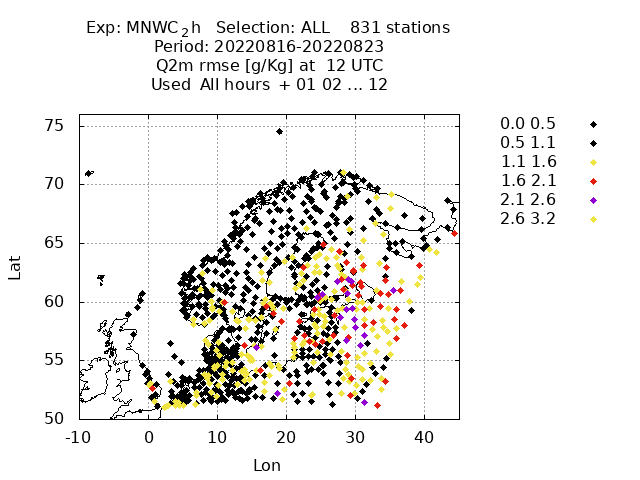 Exp: MNWC_2h   Selection: ALL    831 stations
Period: 20220816-20220823
Q2m rmse [g/Kg] at  12 UTC
Used  All hours  + 01 02 ... 12
0.0 0.5
0.5 1.1
1.1 1.6
1.6 2.1
2.1 2.6
2.6 3.2
75
70
65
60
55
50
Lat
-10 0 10 20 30 40
Lon